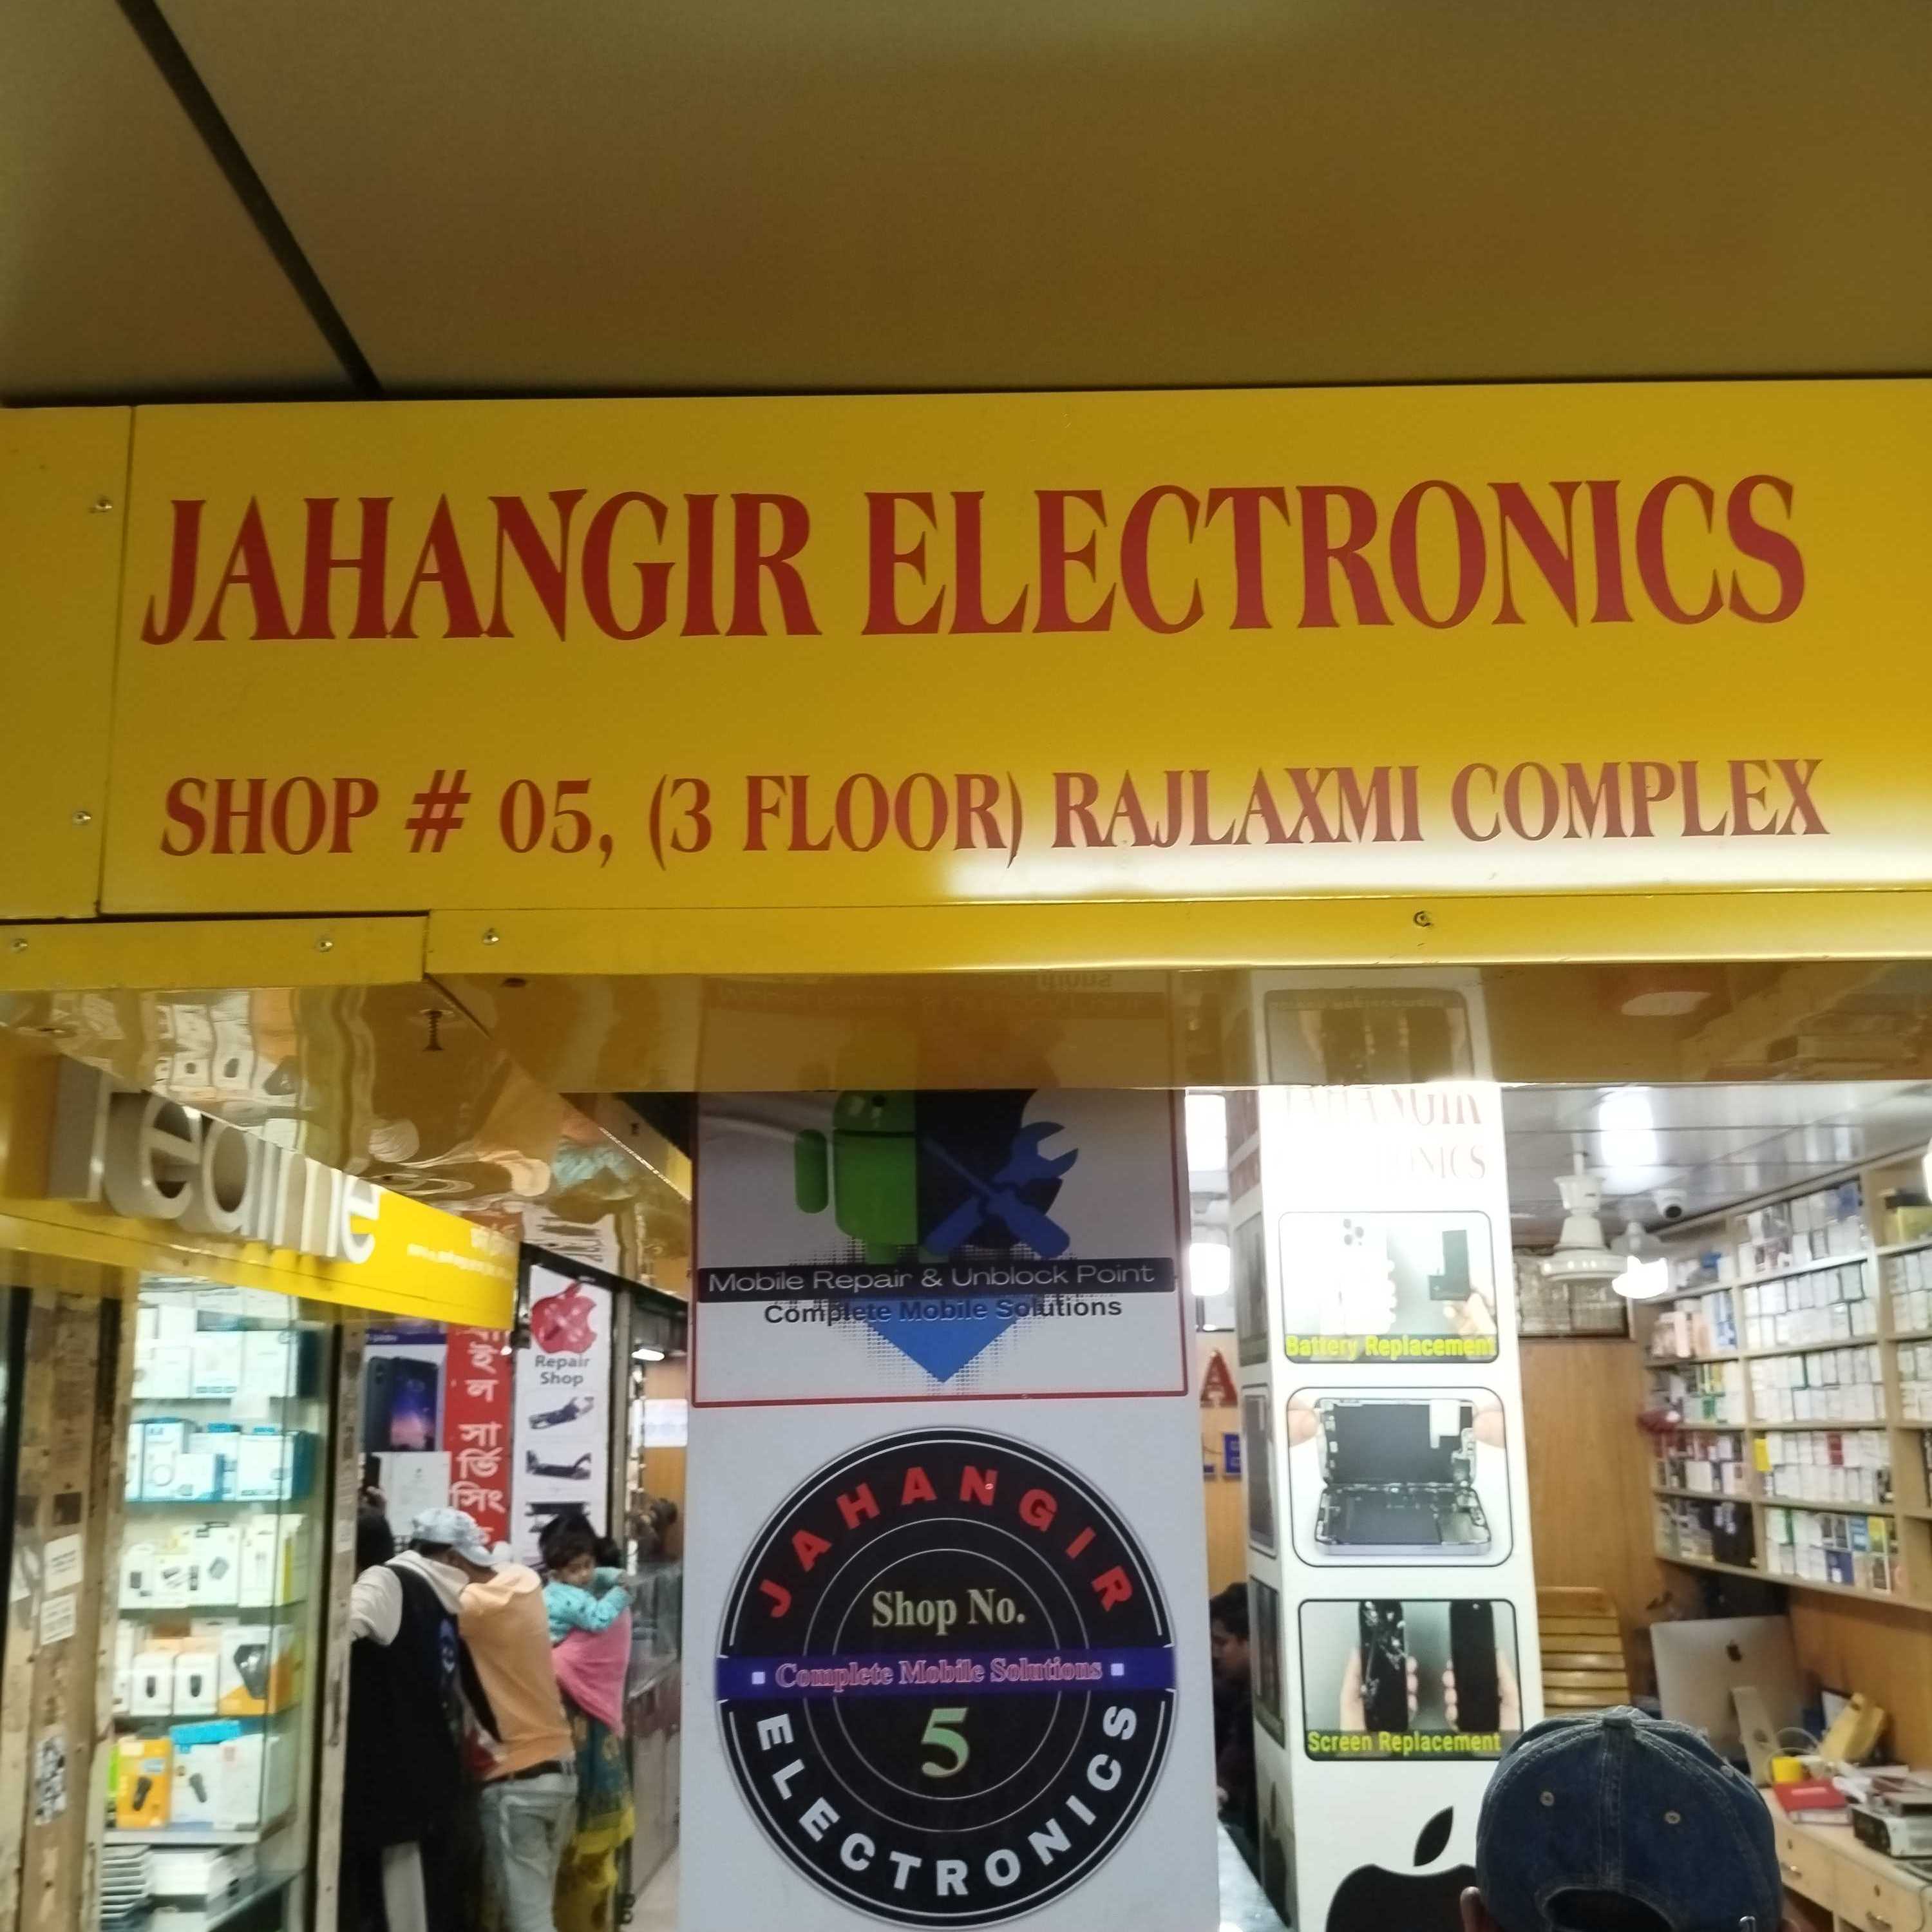 JAHANGIR ELECTRONICS
SHOP # 05, (3 FLOOR) RAJLAXMI COMPLEX
realme
Mobile Repair & Unblock Point
Complete Mobile Solutions
Repair
Shop
ই
ল
সা
র্ভি
সিং
JAHANGIR
Shop No.
Complete Mobile Solutions
5
ELECTRONICS
JAHANGIR
Battery Replacement
Screen Replacement